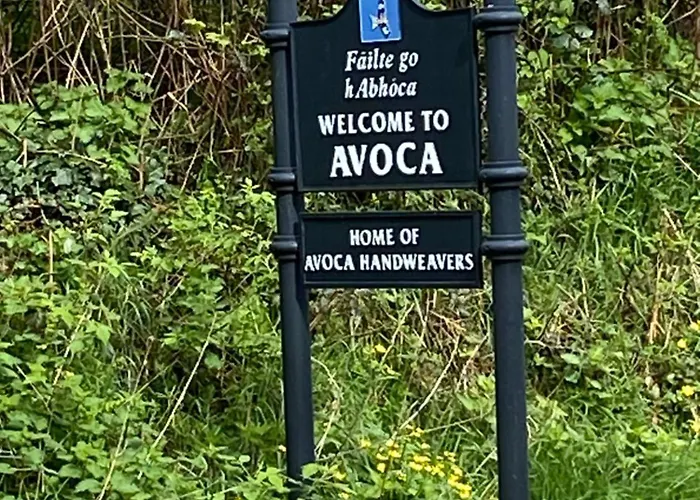 Fáilte go
hAbhóca
WELCOME TO
AVOCA
HOME OF
AVOCA HANDWEAVERS